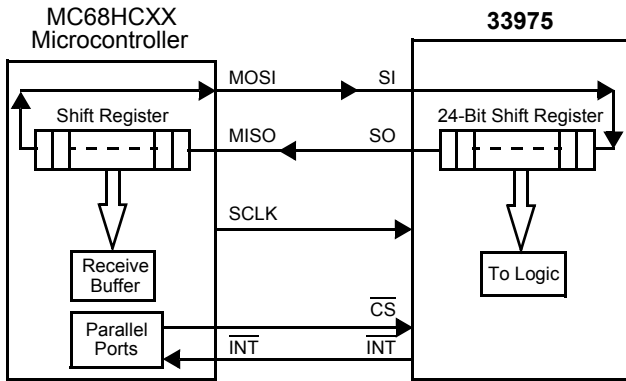 MC68HCXX
Microcontroller
33975
MOSI
SI
Shift Register
24-Bit Shift Register
MISO
SO
SCLK
Receive
Buffer
To Logic
CS
Parallel
Ports
INT
INT